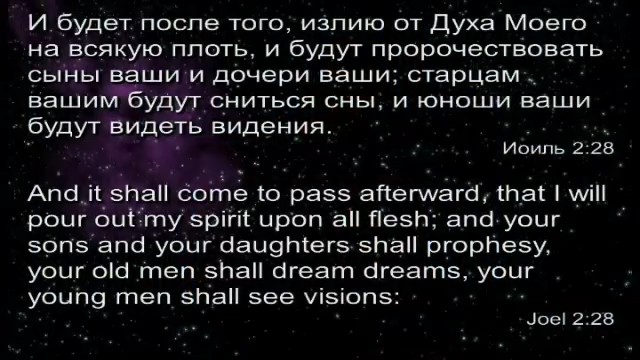 И будет после того, излию от Духа Моего
на всякую плоть, и будут пророчествовать
сыны ваши и дочери ваши; старцам
вашим будут сниться сны, и юноши ваши
будут видеть видения.
Иоиль 2:28
And it shall come to pass afterward, that I will
pour out my spirit upon all flesh; and your
sons and your daughters shall prophesy,
your old men shall dream dreams, your
young men shall see visions:
Joel 2:28